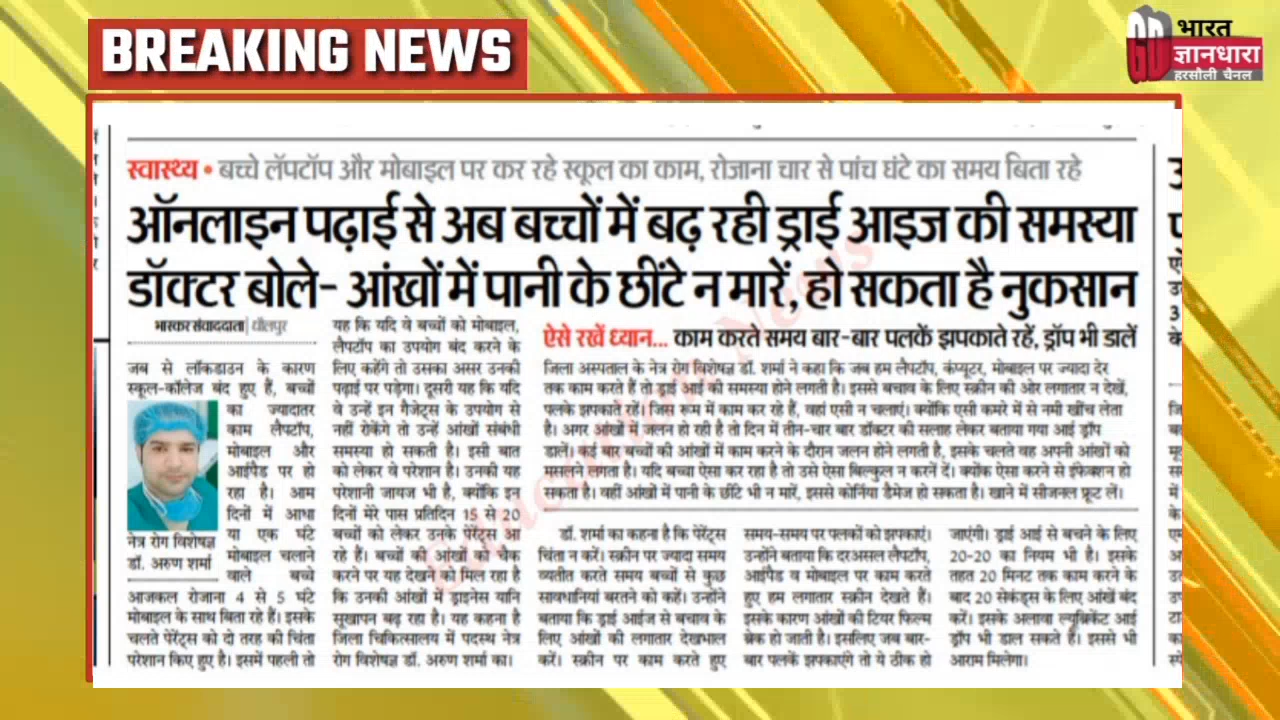 BREAKING NEWS
GD
भारत
ज्ञानधारा
हरसौली चेनल
स्वास्थ्य • बच्चे लॅपटॉप और मोबाइल पर कर रहे स्कूल का काम, रोजाना चार से पांच घंटे का समय बिता रहे
ऑनलाइन पढ़ाई से अब बच्चों में बढ़ रही ड्राई आइज की समस्या
डॉक्टर बोले- आंखों में पानी के छींटे न मारें, हो सकता है नुकसान
भास्कर संवाददाता | धौलपुर
जब से लॉकडाउन के कारण
स्कूल-कॉलेज बंद हुए हैं, बच्चों
का ज्यादातर
काम लैपटॉप,
मोबाइल और
आईपैड पर हो
रहा है। आम
दिनों में आधा
या एक घंटे
मोबाइल चलाने
वाले बच्चे
नेत्र रोग विशेषज्ञ
डॉ. अरुण शर्मा
आजकल रोजाना 4 से 5 घंटे
मोबाइल के साथ बिता रहे हैं। इसके
चलते पेरेंट्स को दो तरह की चिंता
परेशान किए हुए है। इसमें पहली तो
यह कि यदि वे बच्चों को मोबाइल,
लैपटॉप का उपयोग बंद करने के
लिए कहेंगे तो उसका असर उनकी
पढ़ाई पर पड़ेगा। दूसरी यह कि यदि
वे उन्हें इन गैजेट्स के उपयोग से
नहीं रोकेंगे तो उन्हें आंखों संबंधी
समस्या हो सकती है। इसी बात
को लेकर वे परेशान है। उनकी यह
परेशानी जायज भी है, क्योंकि इन
दिनों मेरे पास प्रतिदिन 15 से 20
बच्चों को लेकर उनके पेरेंट्स आ
रहे हैं। बच्चों की आंखों को चैक
करने पर यह देखने को मिल रहा है
कि उनकी आंखों में ड्राइनेस यानि
सूखापन बढ़ रहा है। यह कहना है
जिला चिकित्सालय में पदस्थ नेत्र
रोग विशेषज्ञ डॉ. अरुण शर्मा का।
ऐसे रखें ध्यान... काम करते समय बार-बार पलकें झपकाते रहें, ड्रॉप भी डालें
जिला अस्पताल के नेत्र रोग विशेषज्ञ डॉ. शर्मा ने कहा कि जब हम लैपटॉप, कंप्यूटर, मोबाइल पर ज्यादा देर
तक काम करते हैं तो ड्राई आई की समस्या होने लगती है। इससे बचाव के लिए स्क्रीन की ओर लगातार न देखें,
पलके झपकाते रहें। जिस रूम में काम कर रहे हैं, वहां एसी न चलाएं। क्योंकि एसी कमरे में से नमी खींच लेता
है। अगर आंखों में जलन हो रही है तो दिन में तीन-चार बार डॉक्टर की सलाह लेकर बताया गया आई ड्रॉप
डालें। कई बार बच्चों की आंखों में काम करने के दौरान जलन होने लगती है, इसके चलते वह अपनी आंखों को
मसलने लगता है। यदि बच्चा ऐसा कर रहा है तो उसे ऐसा बिल्कुल न करनें दें। क्योंक ऐसा करने से इंफेक्शन हो
सकता है। वहीं आंखों में पानी के छींटे भी न मारें, इससे कोर्निया डैमेज हो सकता है। खाने में सीजनल फ्रूट लें।
डॉ. शर्मा का कहना है कि पेरेंट्स
चिंता न करें। स्क्रीन पर ज्यादा समय
व्यतीत करते समय बच्चों से कुछ
सावधानियां बरतने को कहें। उन्होंने
बताया कि ड्राई आईज से बचाव के
लिए आंखों की लगातार देखभाल
करें। स्क्रीन पर काम करते हुए
समय-समय पर पलकों को झपकाएं।
उन्होंने बताया कि दरअसल लैपटॉप,
आईपैड व मोबाइल पर काम करते
हुए हम लगातार स्क्रीन देखते हैं।
इसके कारण आंखों की टियर फिल्म
ब्रेक हो जाती है। इसलिए जब बार-
बार पलकें झपकाएंगे तो ये ठीक हो
जाएंगी। ड्राई आई से बचने के लिए
20-20 का नियम भी है। इसके
तहत 20 मिनट तक काम करने के
बाद 20 सेकंड्स के लिए आंखें बंद
करें। इसके अलावा ल्युब्रिकेंट आई
ड्रॉप भी डाल सकते हैं। इससे भी
आराम मिलेगा।